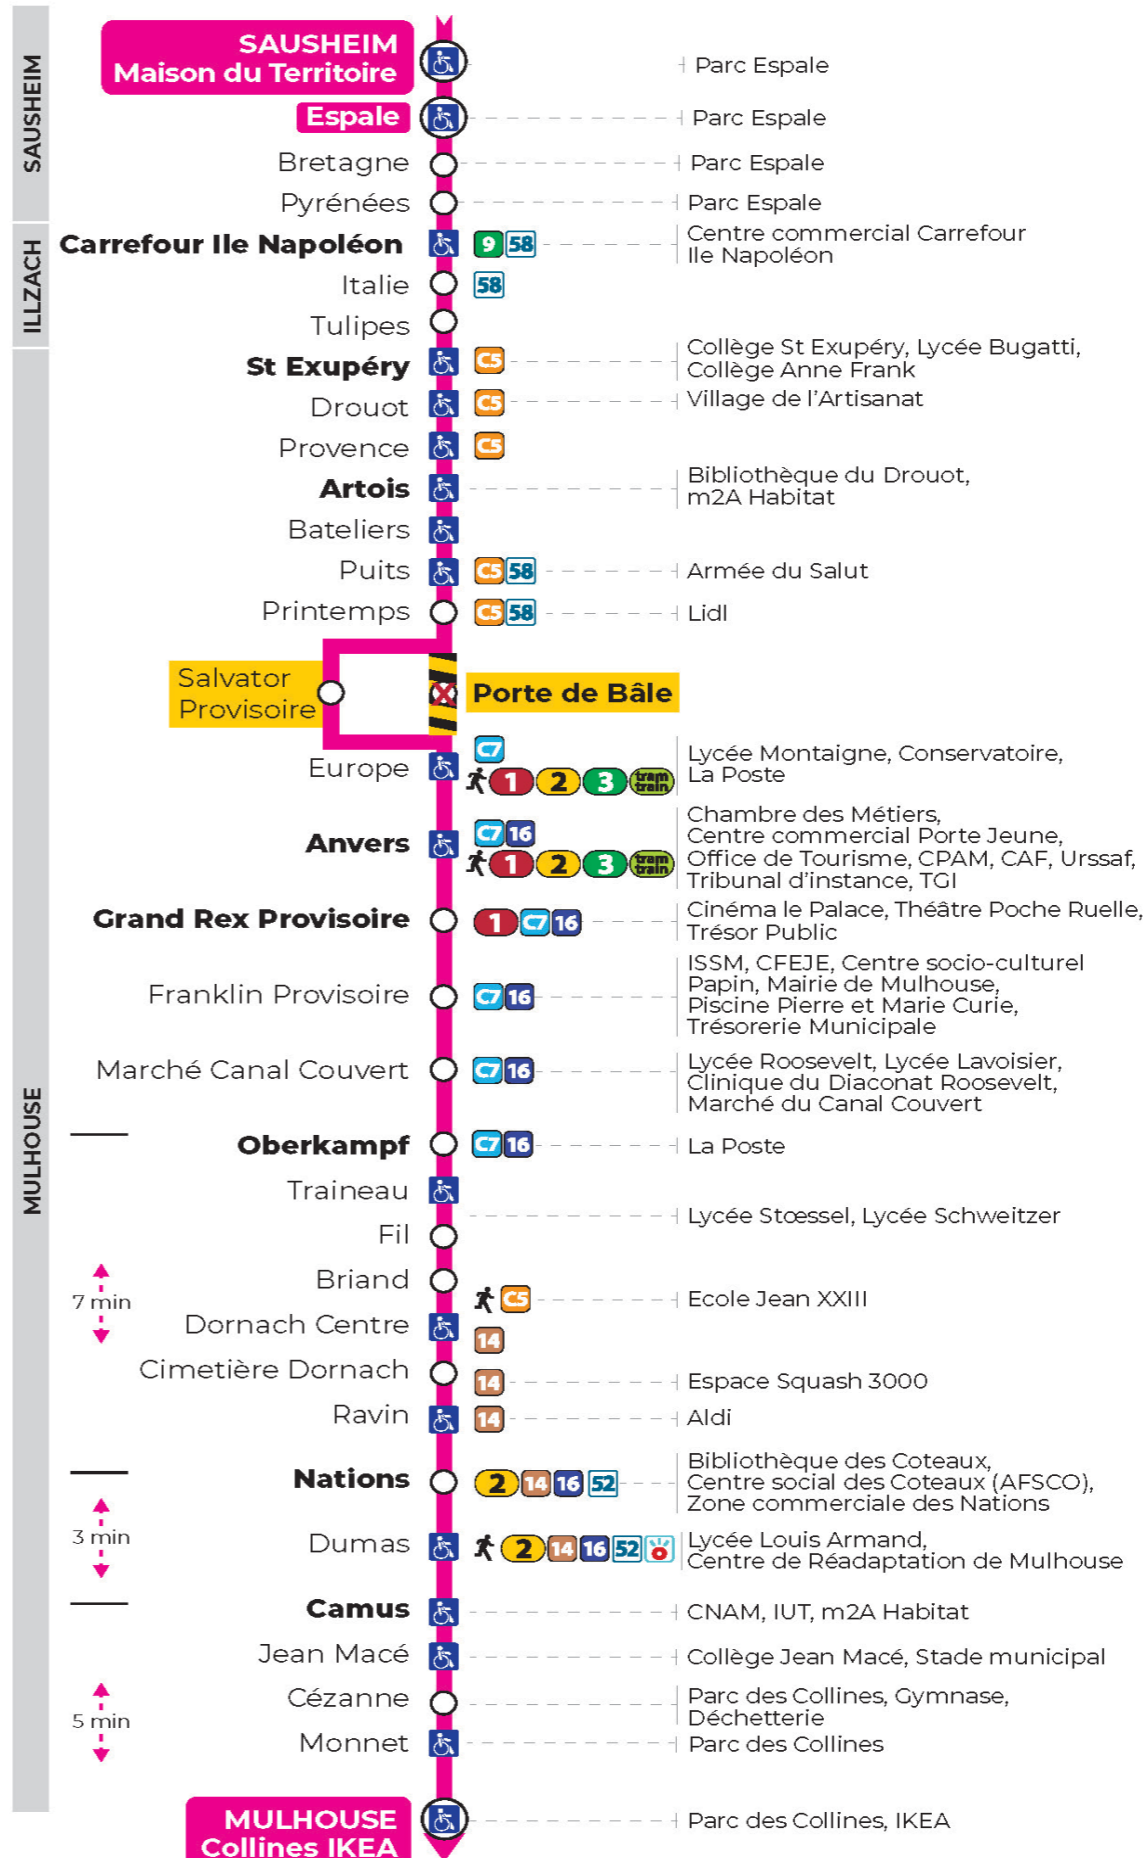 SAUSHEIM
SAUSHEIM
Maison du Territoire
Parc Espale
Espale
Parc Espale
Bretagne
Parc Espale
Pyrénées
Parc Espale
ILLZACH
Carrefour Ile Napoléon
9 58
Centre commercial Carrefour
Ile Napoléon
Italie
58
Tulipes
MULHOUSE
St Exupéry
C5
Collège St Exupéry, Lycée Bugatti,
Collège Anne Frank
Drouot
C5
Village de l'Artisanat
Provence
C5
Artois
Bibliothèque du Drouot,
m2A Habitat
Bateliers
Puits
C5 58
Armée du Salut
Printemps
C5 58
Lidl
Salvator
Provisoire
Porte de Bâle
Europe
C7
1 2 3 tram train
Lycée Montaigne, Conservatoire,
La Poste
Anvers
C7 16
1 2 3 tram train
Chambre des Métiers,
Centre commercial Porte Jeune,
Office de Tourisme, CPAM, CAF, Urssaf,
Tribunal d'instance, TGI
Grand Rex Provisoire
1 C7 16
Cinéma le Palace, Théâtre Poche Ruelle,
Trésor Public
Franklin Provisoire
C7 16
ISSM, CFEJE, Centre socio-culturel
Papin, Mairie de Mulhouse,
Piscine Pierre et Marie Curie,
Trésorerie Municipale
Marché Canal Couvert
C7 16
Lycée Roosevelt, Lycée Lavoisier,
Clinique du Diaconat Roosevelt,
Marché du Canal Couvert
Oberkampf
C7 16
La Poste
Traineau
Lycée Stœssel, Lycée Schweitzer
Fil
Briand
7 min
C5
Ecole Jean XXIII
Dornach Centre
14
Cimetière Dornach
14
Espace Squash 3000
Ravin
14
Aldi
Nations
2 14 16 52
Bibliothèque des Coteaux,
Centre social des Coteaux (AFSCO),
Zone commerciale des Nations
3 min
Dumas
2 14 16 52
Lycée Louis Armand,
Centre de Réadaptation de Mulhouse
Camus
CNAM, IUT, m2A Habitat
Jean Macé
Collège Jean Macé, Stade municipal
Cézanne
Parc des Collines, Gymnase,
Déchetterie
5 min
Monnet
Parc des Collines
MULHOUSE
Collines IKEA
Parc des Collines, IKEA